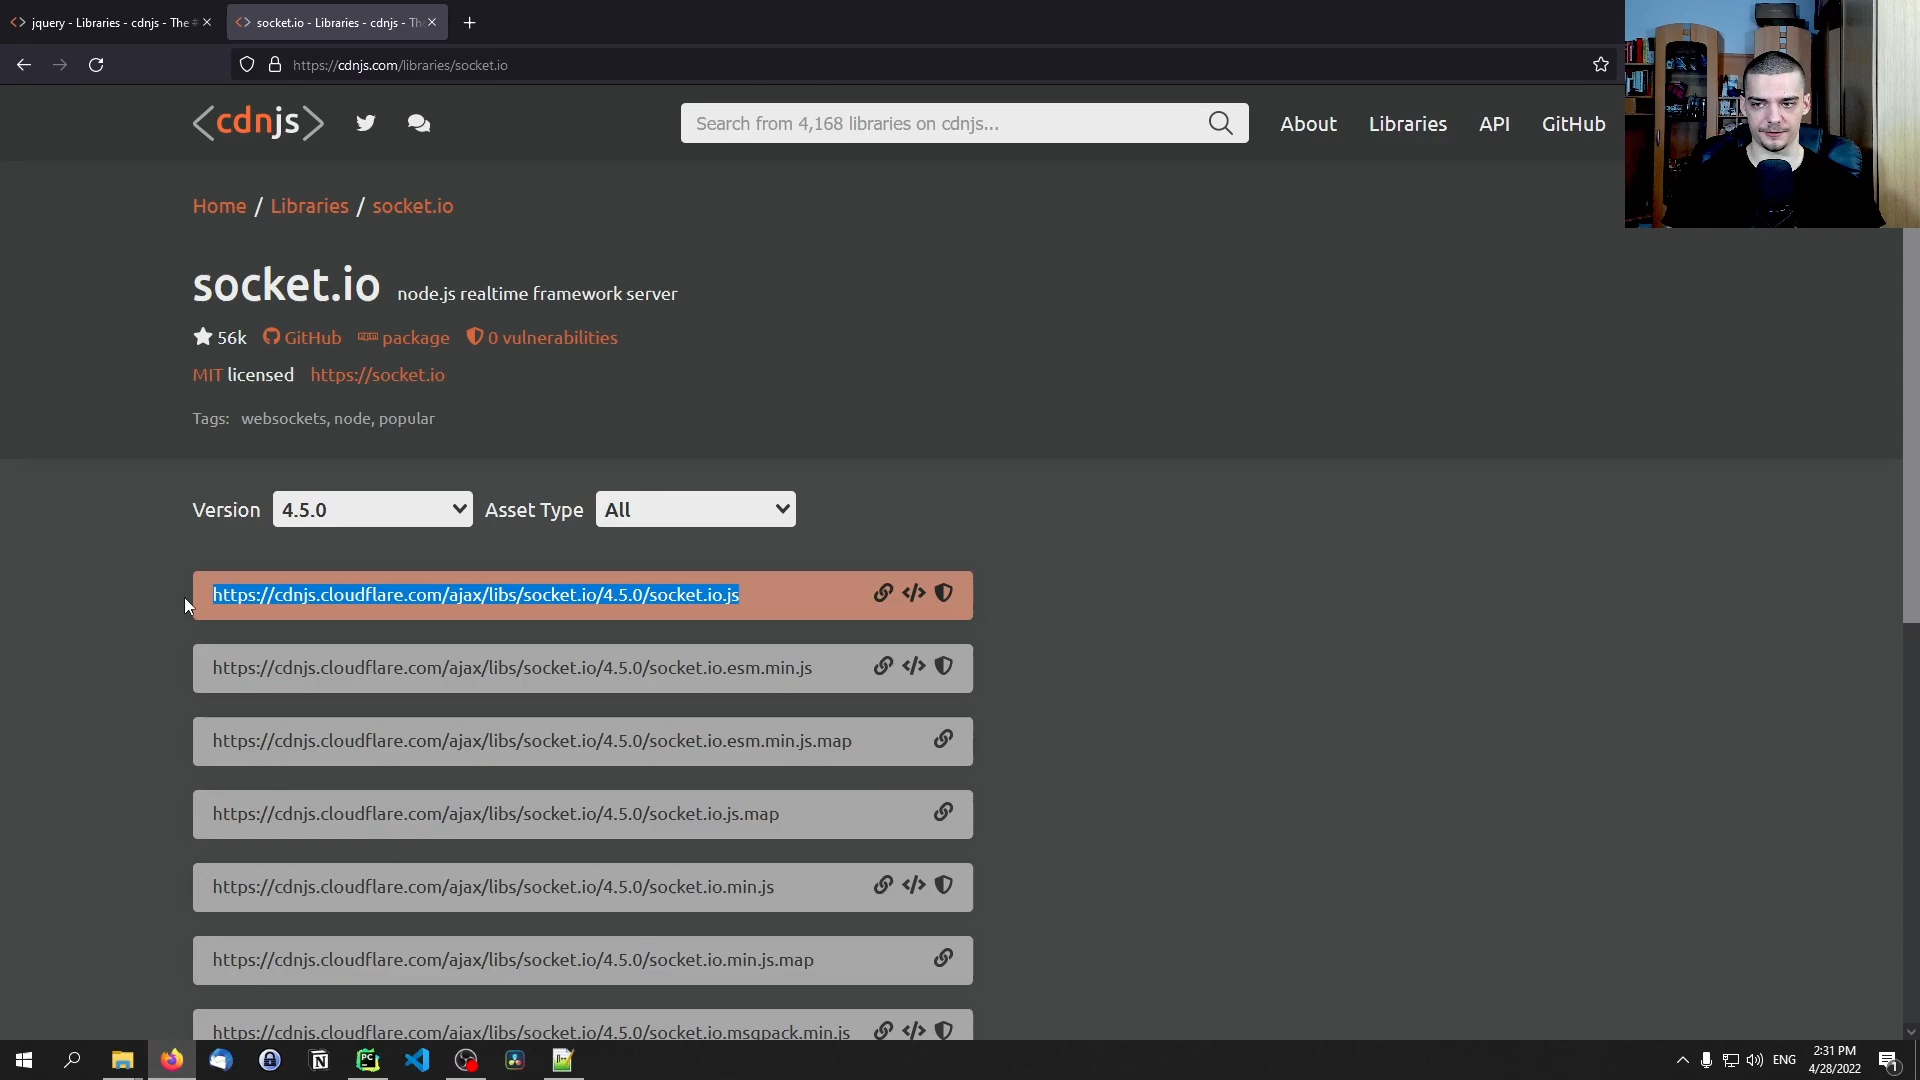 jquery - Libraries - cdnjs - The #
socket.io - Libraries - cdnjs - Th
https://cdnjs.com/libraries/socket.io
<cdnjs>
Search from 4,168 libraries on cdnjs...
About
Libraries
API
GitHub
Home / Libraries / socket.io
socket.io node.js realtime framework server
56k GitHub npm package 0 vulnerabilities
MIT licensed https://socket.io
Tags: websockets, node, popular
Version 4.5.0 Asset Type All
https://cdnjs.cloudflare.com/ajax/libs/socket.io/4.5.0/socket.io.js
https://cdnjs.cloudflare.com/ajax/libs/socket.io/4.5.0/socket.io.esm.min.js
https://cdnjs.cloudflare.com/ajax/libs/socket.io/4.5.0/socket.io.esm.min.js.map
https://cdnjs.cloudflare.com/ajax/libs/socket.io/4.5.0/socket.io.js.map
https://cdnjs.cloudflare.com/ajax/libs/socket.io/4.5.0/socket.io.min.js
https://cdnjs.cloudflare.com/ajax/libs/socket.io/4.5.0/socket.io.min.js.map
https://cdnjs.cloudflare.com/ajax/libs/socket.io/4.5.0/socket.io.msgpack.min.js
PC
ENG
2:31 PM
4/28/2022
1